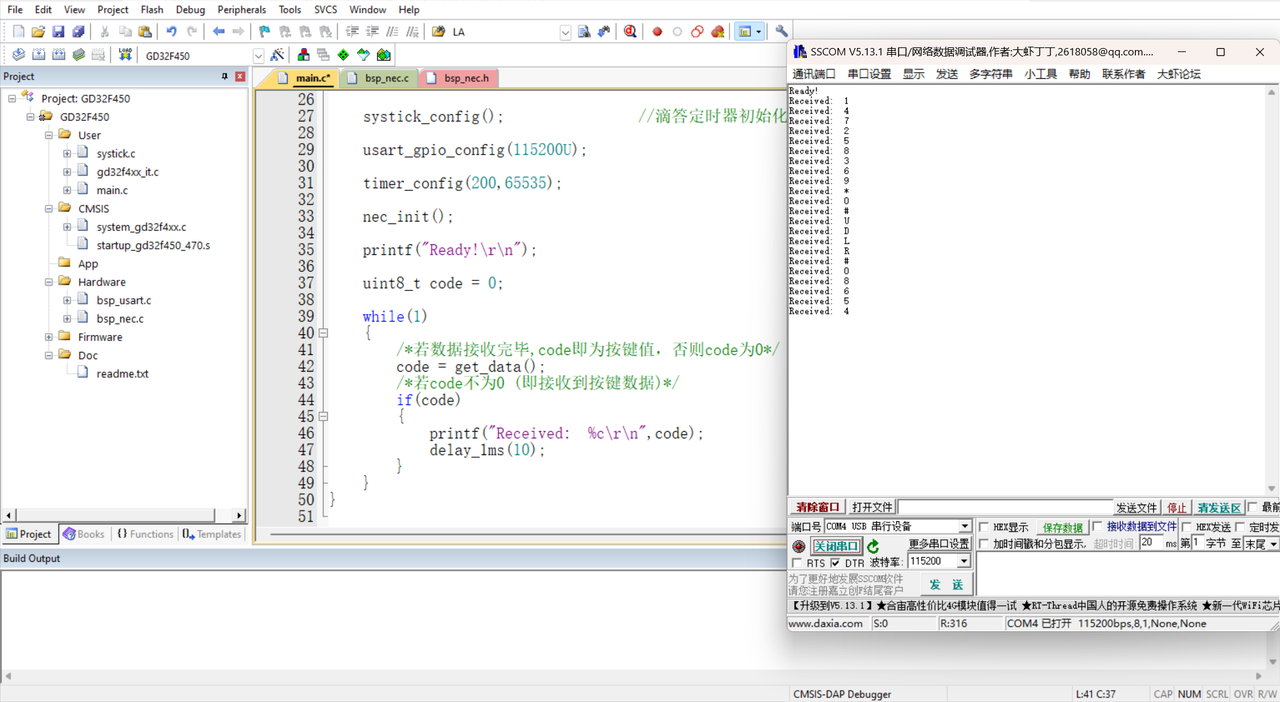 File Edit View Project Flash Debug Peripherals Tools SVCS Window Help
LA
LOAD GD32F450
Project
Project: GD32F450
GD32F450
User
systick.c
gd32f4xx_it.c
main.c
CMSIS
system_gd32f4xx.c
startup_gd32f450_470.s
App
Hardware
bsp_usart.c
bsp_nec.c
Firmware
Doc
readme.txt
Project Books Functions Templates
main.c* bsp_nec.c bsp_nec.h
26
27 systick_config(); //滴答定时器初始化
28
29 usart_gpio_config(115200U);
30
31 timer_config(200,65535);
32
33 nec_init();
34
35 printf("Ready!\r\n");
36
37 uint8_t code = 0;
38
39 while(1)
40 {
41 /*若数据接收完毕,code即为按键值，否则code为0*/
42 code = get_data();
43 /*若code不为0 (即接收到按键数据)*/
44 if(code)
45 {
46 printf("Received: %c\r\n",code);
47 delay_1ms(10);
48 }
49 }
50 }
51
Build Output
CMSIS-DAP Debugger L:41 C:37 CAP NUM SCRL OVR R/W
SSCOM V5.13.1 串口/网络数据调试器,作者:大虾丁丁,2618058@qq.com....
通讯端口 串口设置 显示 发送 多字符串 小工具 帮助 联系作者 大虾论坛
Ready!
Received: 1
Received: 4
Received: 7
Received: 2
Received: 5
Received: 8
Received: 3
Received: 6
Received: 9
Received: *
Received: 0
Received: #
Received: U
Received: D
Received: L
Received: R
Received: #
Received: 0
Received: 8
Received: 6
Received: 5
Received: 4
清除窗口 打开文件 发送文件 停止 清发送区 最前
端口号 COM4 USB 串行设备 HEX显示 保存数据 接收数据到文件 HEX发送 定时发
关闭串口 更多串口设置 加时间戳和分包显示, 超时时间: 20 ms 第1 字节 至 末尾
RTS DTR 波特率: 115200
为了更好地发展SSCOM软件
请您注册嘉立创F结尾客户
发 送
【升级到V5.13.1】★合宙高性价比4G模块值得一试 ★RT-Thread中国人的开源免费操作系统 ★新一代WiFi芯片
www.daxia.com S:0 R:316 COM4 已打开 115200bps,8,1,None,None